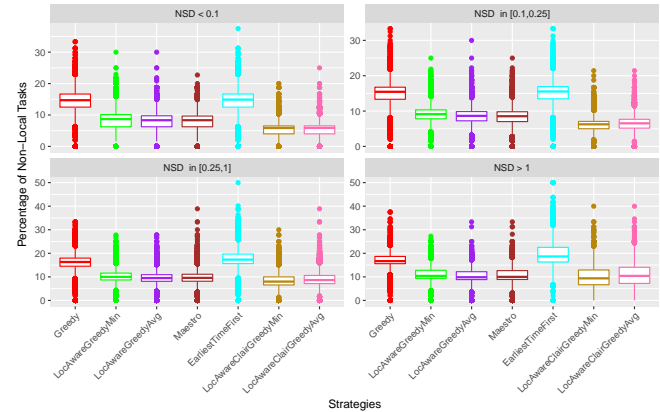 NSD < 0.1
NSD in [0.1,0.25]
30
20
10
0
30
20
10
0
NSD in [0.25,1]
NSD > 1
50
40
30
20
10
0
50
40
30
20
10
0
Percentage of Non−Local Tasks
Greedy
LocAwareGreedyMin
LocAwareGreedyAvg
Maestro
EarliestTimeFirst
LocAwareClairGreedyMin
LocAwareClairGreedyAvg
Greedy
LocAwareGreedyMin
LocAwareGreedyAvg
Maestro
EarliestTimeFirst
LocAwareClairGreedyMin
LocAwareClairGreedyAvg
Strategies